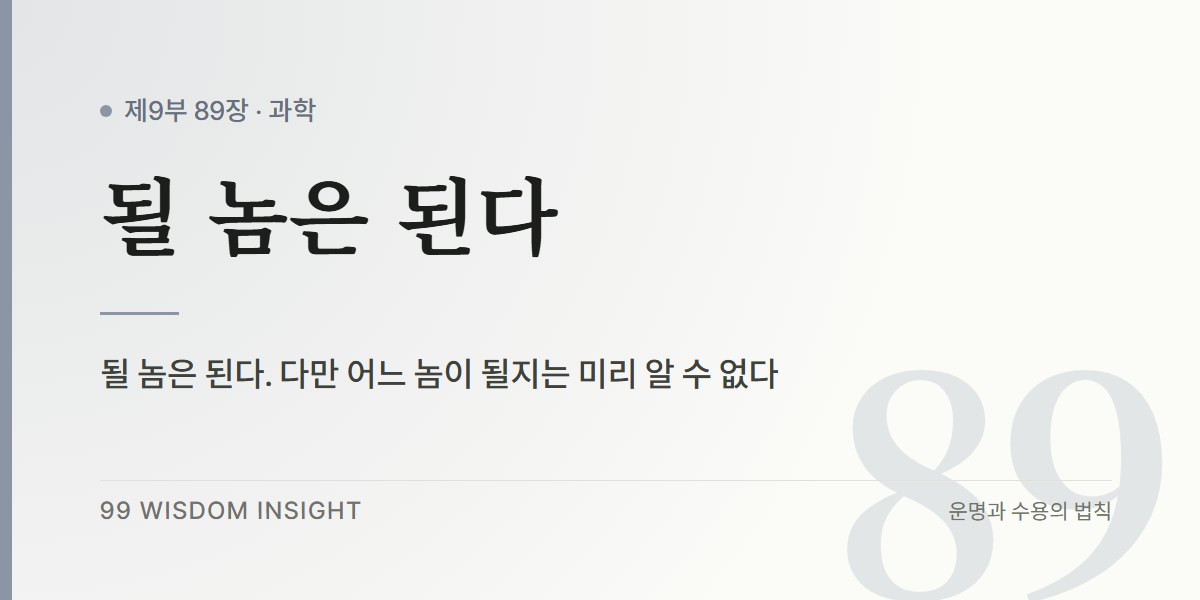 제9부 89장 · 과학
될 놈은 된다
될 놈은 된다. 다만 어느 놈이 될지는 미리 알 수 없다
89
99 WISDOM INSIGHT
운명과 수용의 법칙